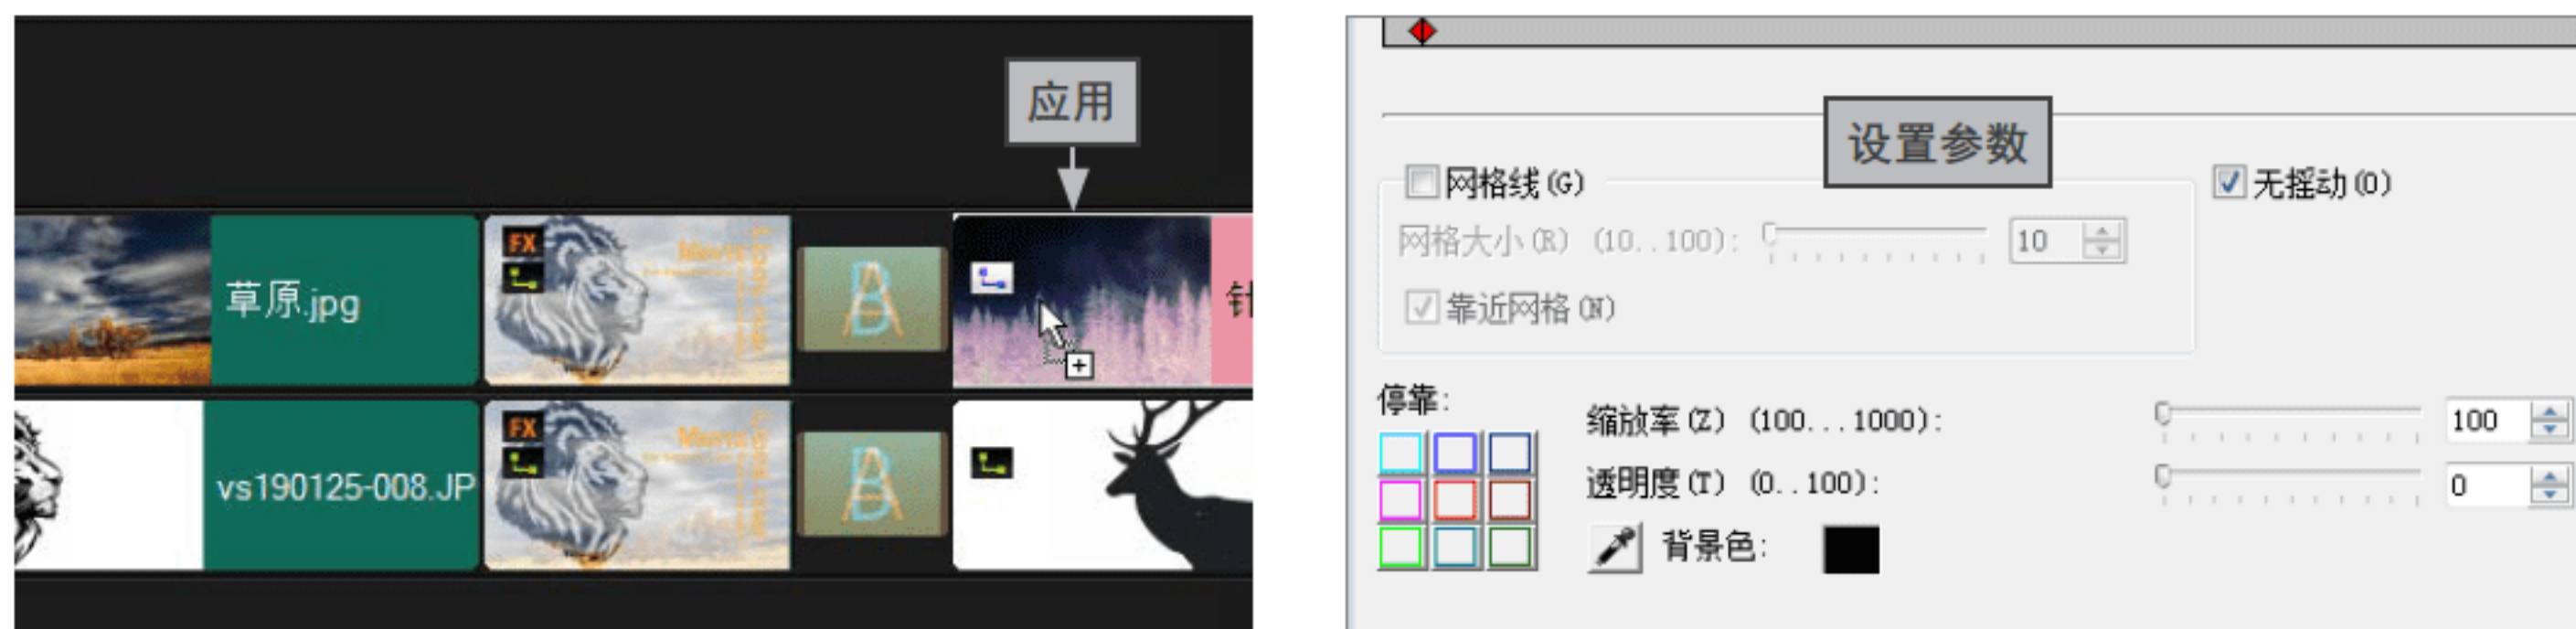 应用
FX
草原.jpg
FX
vs190125-008.JP
设置参数
网格线(G)
无摇动(O)
网格大小(R) (10..100):
10
靠近网格(N)
停靠:
缩放率(Z) (100...1000):
100
透明度(T) (0..100):
0
背景色: